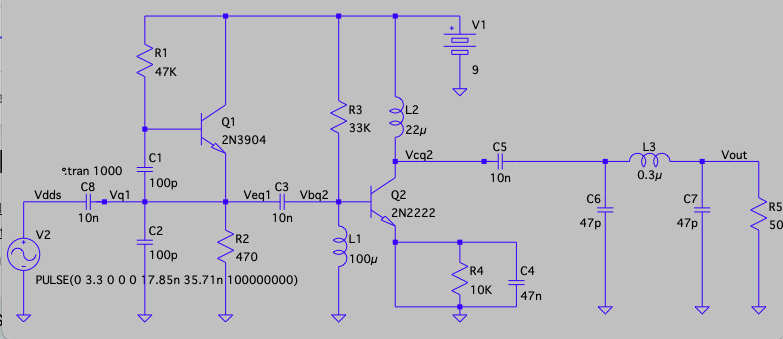 V1
+
9
R1
47K
Q1
2N3904
R3
33K
L2
22µ
Vcq2
C5
10n
L3
0.3µ
Vout
.tran 1000
C1
100p
Vdds
C8
10n
Vq1
Veq1
C3
10n
Vbq2
Q2
2N2222
C6
47p
C7
47p
R5
50
V2
C2
100p
R2
470
L1
100µ
R4
10K
C4
47n
PULSE(0 3.3 0 0 0 17.85n 35.71n 100000000)